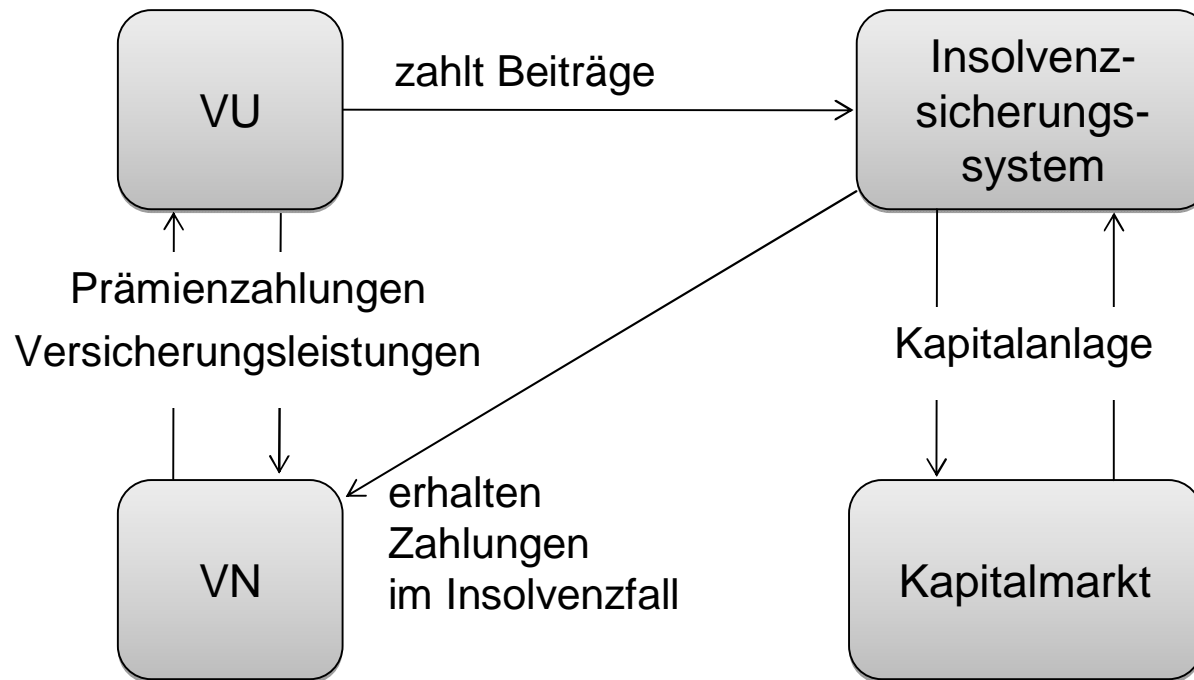 VU
zahlt Beiträge
Insolvenz-
sicherungs-
system
Prämienzahlungen
Versicherungsleistungen
Kapitalanlage
VN
erhalten
Zahlungen
im Insolvenzfall
Kapitalmarkt